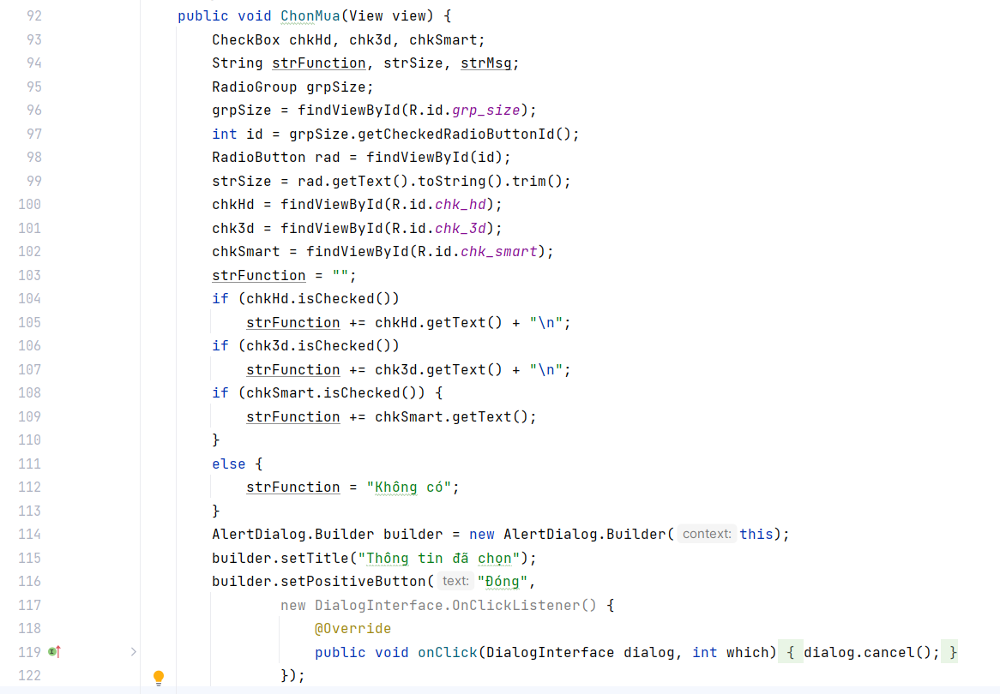 92 public void ChonMua(View view) {
93 CheckBox chkHd, chk3d, chkSmart;
94 String strFunction, strSize, strMsg;
95 RadioGroup grpSize;
96 grpSize = findViewById(R.id.grp_size);
97 int id = grpSize.getCheckedRadioButtonId();
98 RadioButton rad = findViewById(id);
99 strSize = rad.getText().toString().trim();
100 chkHd = findViewById(R.id.chk_hd);
101 chk3d = findViewById(R.id.chk_3d);
102 chkSmart = findViewById(R.id.chk_smart);
103 strFunction = "";
104 if (chkHd.isChecked())
105 strFunction += chkHd.getText() + "\n";
106 if (chk3d.isChecked())
107 strFunction += chk3d.getText() + "\n";
108 if (chkSmart.isChecked()) {
109 strFunction += chkSmart.getText();
110 }
111 else {
112 strFunction = "Không có";
113 }
114 AlertDialog.Builder builder = new AlertDialog.Builder( context: this);
115 builder.setTitle("Thông tin đã chọn");
116 builder.setPositiveButton( text: "Đóng",
117 new DialogInterface.OnClickListener() {
118 @Override
119 public void onClick(DialogInterface dialog, int which) { dialog.cancel(); }
122 });